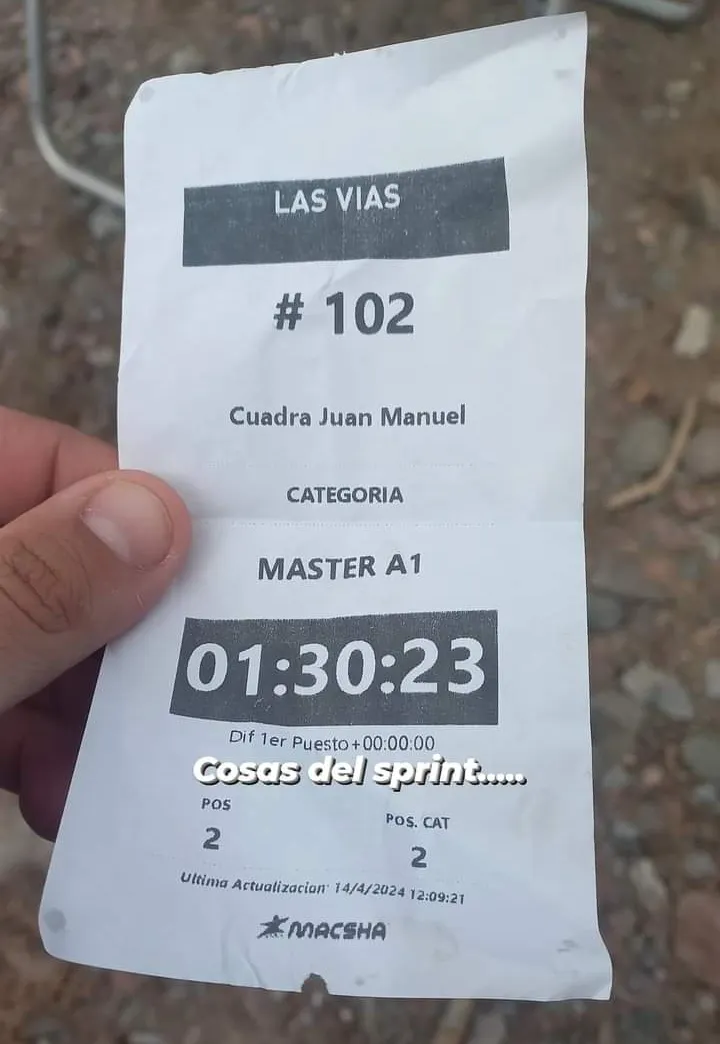 LAS VIAS
# 102
Cuadra Juan Manuel
CATEGORIA
MASTER A1
01:30:23
Dif 1er Puesto+00:00:00
Cosas del sprint.....
POS
2
POS. CAT
2
Ultima Actualizacion: 14/4/2024 12:09:21
MACSHA